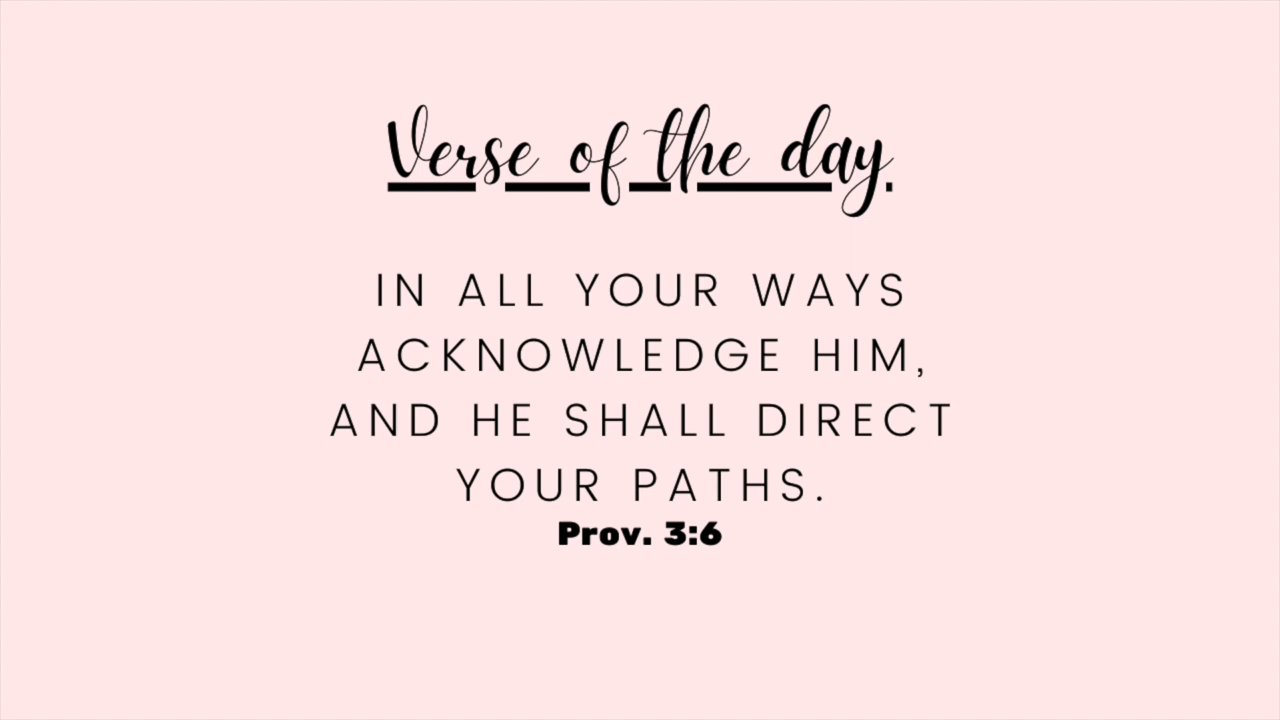 Verse of the day.
IN ALL YOUR WAYS
ACKNOWLEDGE HIM,
AND HE SHALL DIRECT
YOUR PATHS.
Prov. 3:6